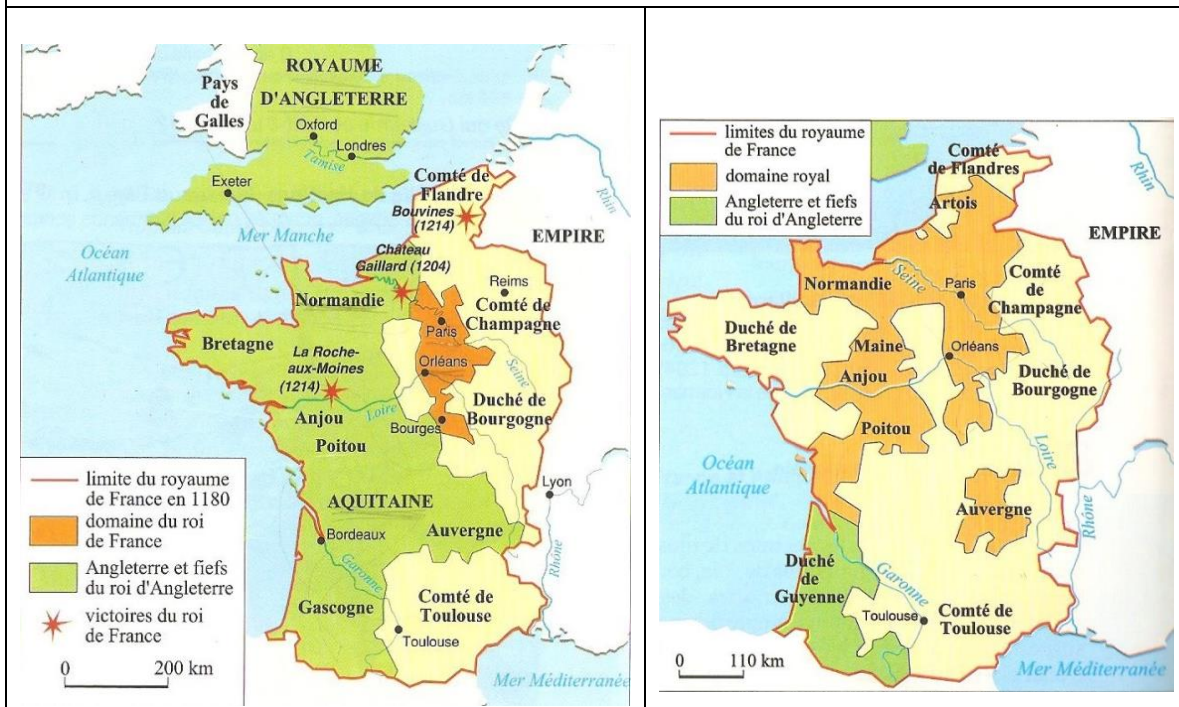 ROYAUME
D'ANGLETERRE
Pays
de
Galles
Oxford
Londres
Tamise
Exeter
Mer Manche
Océan
Atlantique
Comté de
Flandre
Bouvines
(1214)
Rhin
EMPIRE
Château
Gaillard (1204)
Normandie
Reims
Comté de
Champagne
Paris
Bretagne
La Roche-
aux-Moines
(1214)
Orléans
Seine
Anjou
Loire
Duché de
Bourgogne
Bourges
Poitou
Lyon
AQUITAINE
Auvergne
Bordeaux
Rhône
Garonne
Gascogne
Comté de
Toulouse
Toulouse
Mer Méditerranée
limite du royaume
de France en 1180
domaine du roi
de France
Angleterre et fiefs
du roi d'Angleterre
victoires du roi
de France
0 200 km
limites du royaume
de France
domaine royal
Angleterre et fiefs
du roi d'Angleterre
Comté
de Flandres
Rhin
Artois
EMPIRE
Normandie
Seine
Paris
Comté
de
Champagne
Duché de
Bretagne
Maine
Orléans
Anjou
Duché de
Bourgogne
Poitou
Loire
Océan
Atlantique
Auvergne
Rhône
Duché
de
Guyenne
Garonne
Toulouse
Comté de
Toulouse
0 110 km
Mer Méditerranée